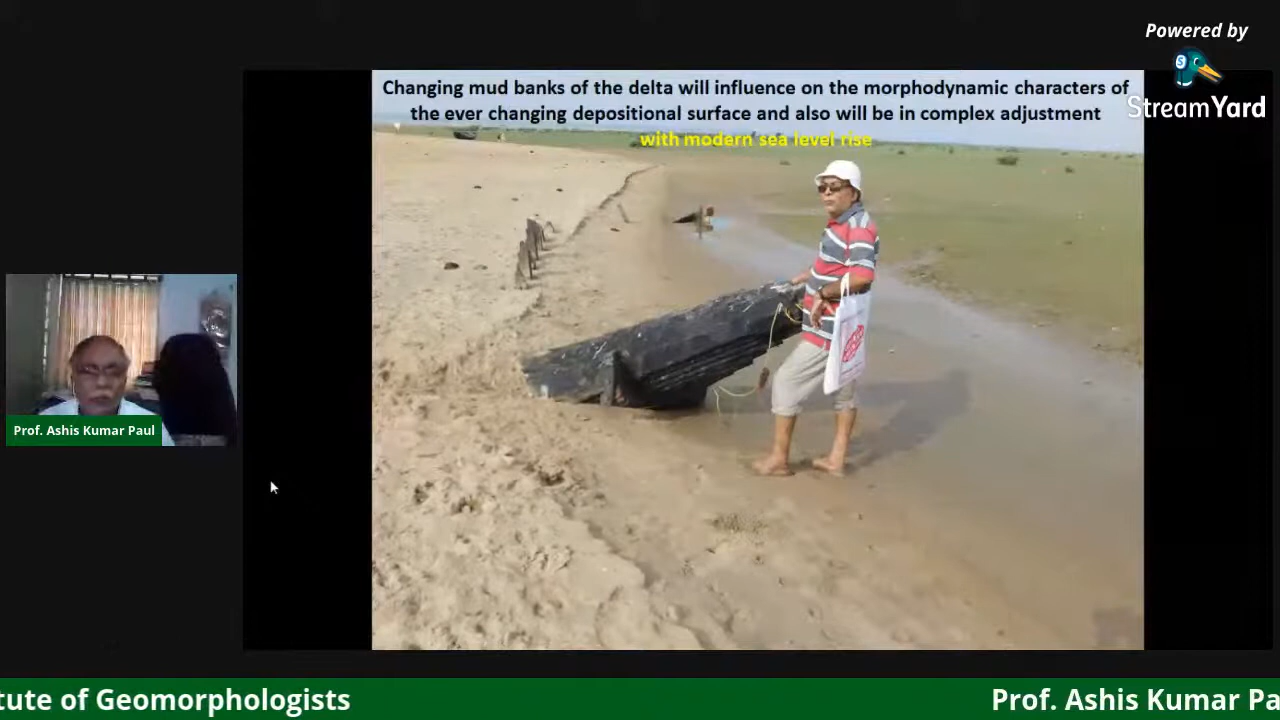 Powered by
StreamYard
Changing mud banks of the delta will influence on the morphodynamic characters of
the ever changing depositional surface and also will be in complex adjustment
with modern sea level rise
Prof. Ashis Kumar Paul
tute of Geomorphologists
Prof. Ashis Kumar Pa